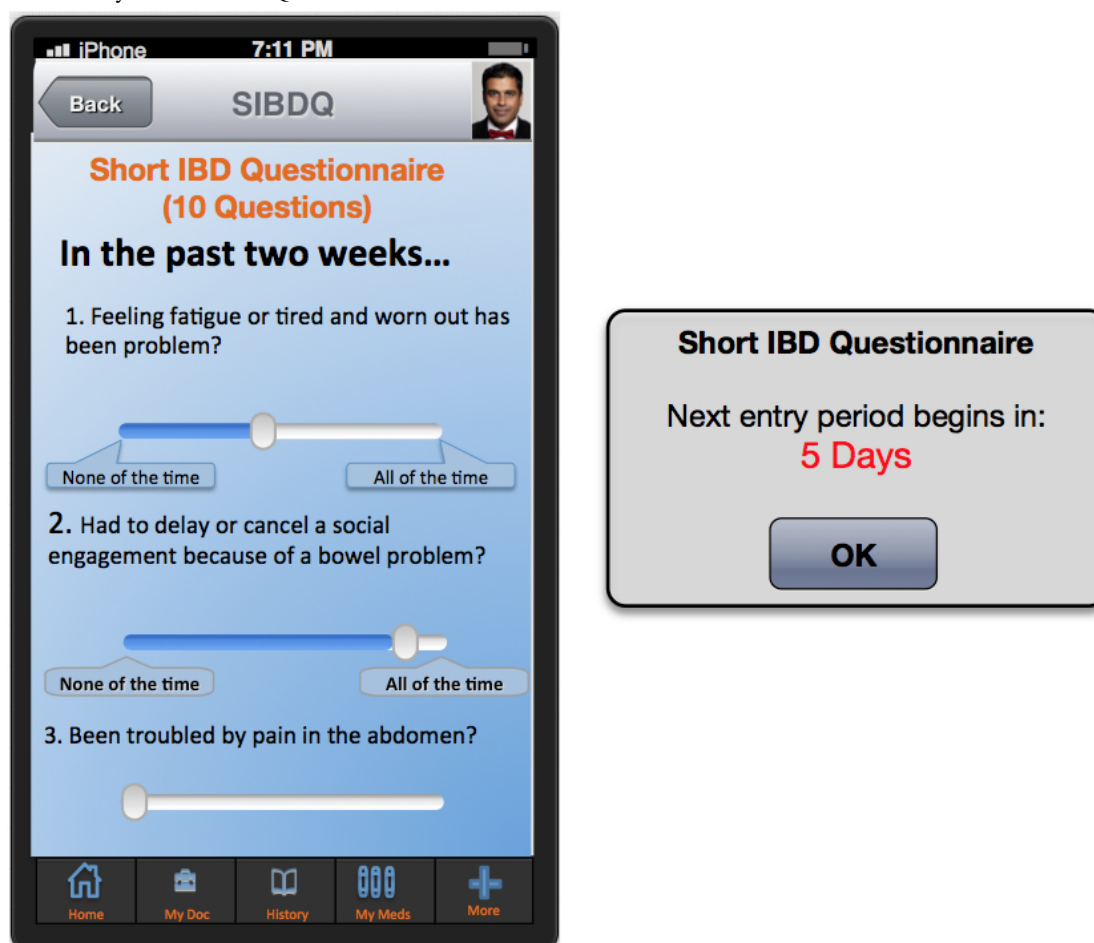 iPhone 7:11 PM
Back SIBDQ
Short IBD Questionnaire
(10 Questions)
In the past two weeks...
1. Feeling fatigue or tired and worn out has
been problem?
None of the time All of the time
2. Had to delay or cancel a social
engagement because of a bowel problem?
None of the time All of the time
3. Been troubled by pain in the abdomen?
Home My Doc History My Meds More
Short IBD Questionnaire
Next entry period begins in:
5 Days
OK